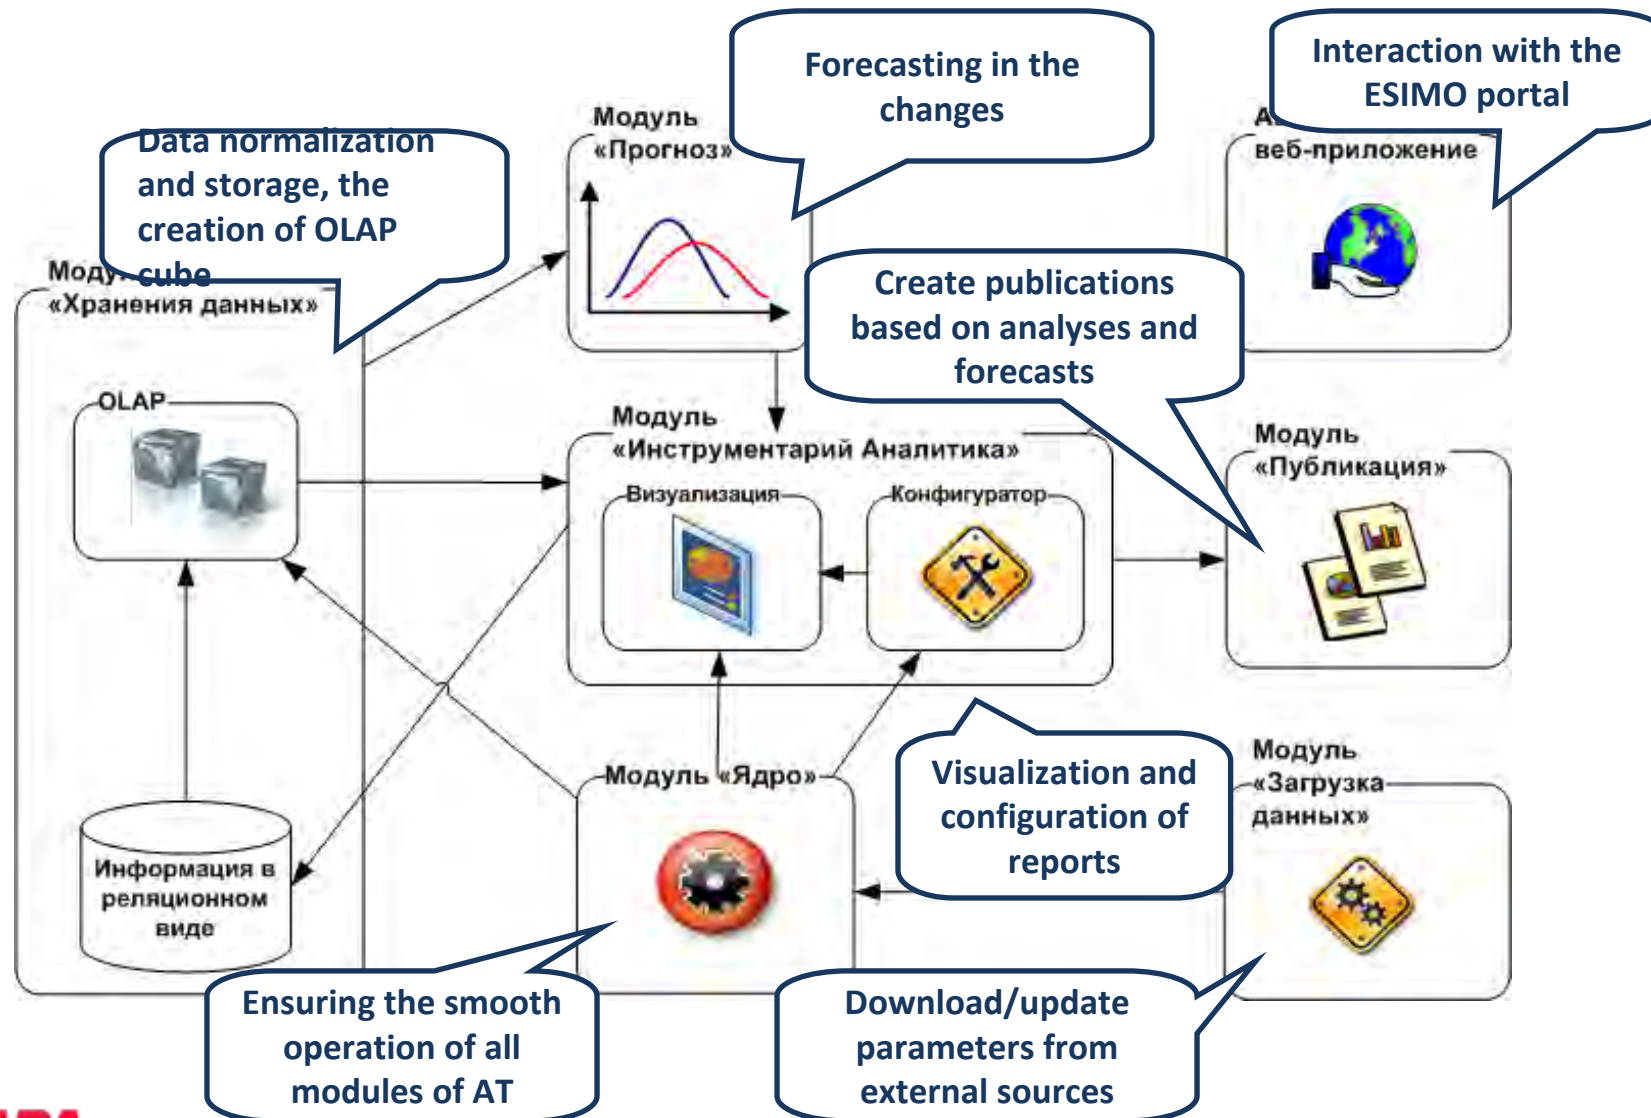 Forecasting in the
changes
Interaction with the
ESIMO portal
Data normalization
and storage, the
creation of OLAP
cube
Модуль
«Прогноз»
веб-приложение
«Хранения данных»
Create publications
based on analyses and
forecasts
OLAP
Модуль
«Инструментарий Аналитика»
Визуализация
Конфигуратор
Модуль
«Публикация»
Модуль «Ядро»
Visualization and
configuration of
reports
Модуль
«Загрузка
данных»
Информация в
реляционном
виде
Ensuring the smooth
operation of all
modules of AT
Download/update
parameters from
external sources